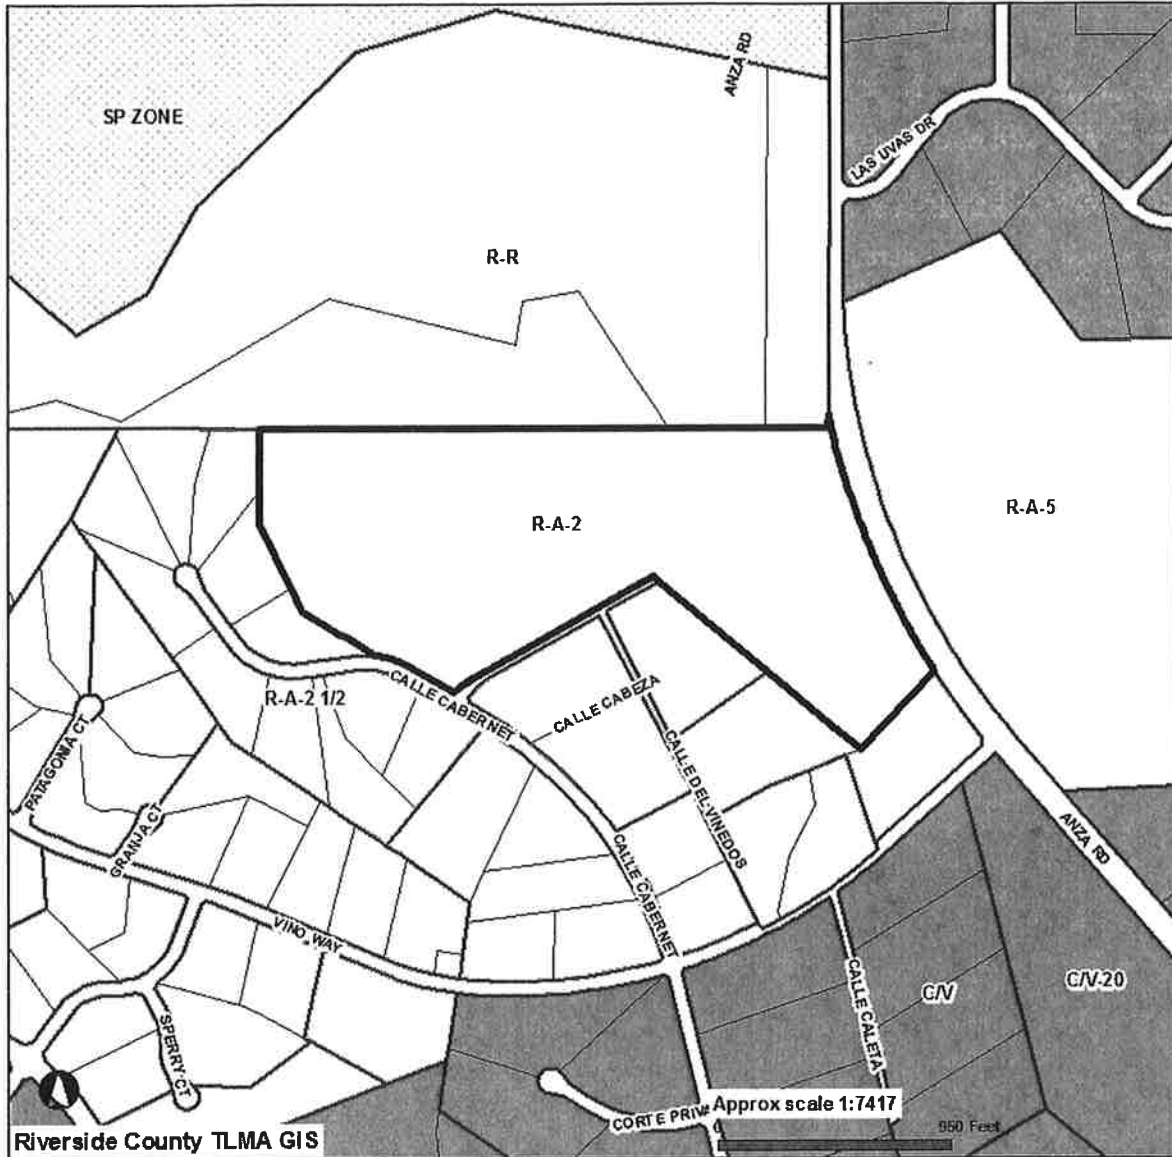 ANZA RD
SP ZONE
LAS UVAS DR
R-R
R-A-5
R-A-2
R-A-2 1/2
CALLE CABERNET
CALLE CABEZA
CALLE DEL VINEDOS
PATAGONIA CT
GRANJA CT
ANZA RD
CALLE CABERNET
VINO WAY
CALLE CALETA
C/V
C/V-20
SPERRY CT
CORTE PRIV
Approx scale 1:7417
0
950 Feet
Riverside County TLMA GIS